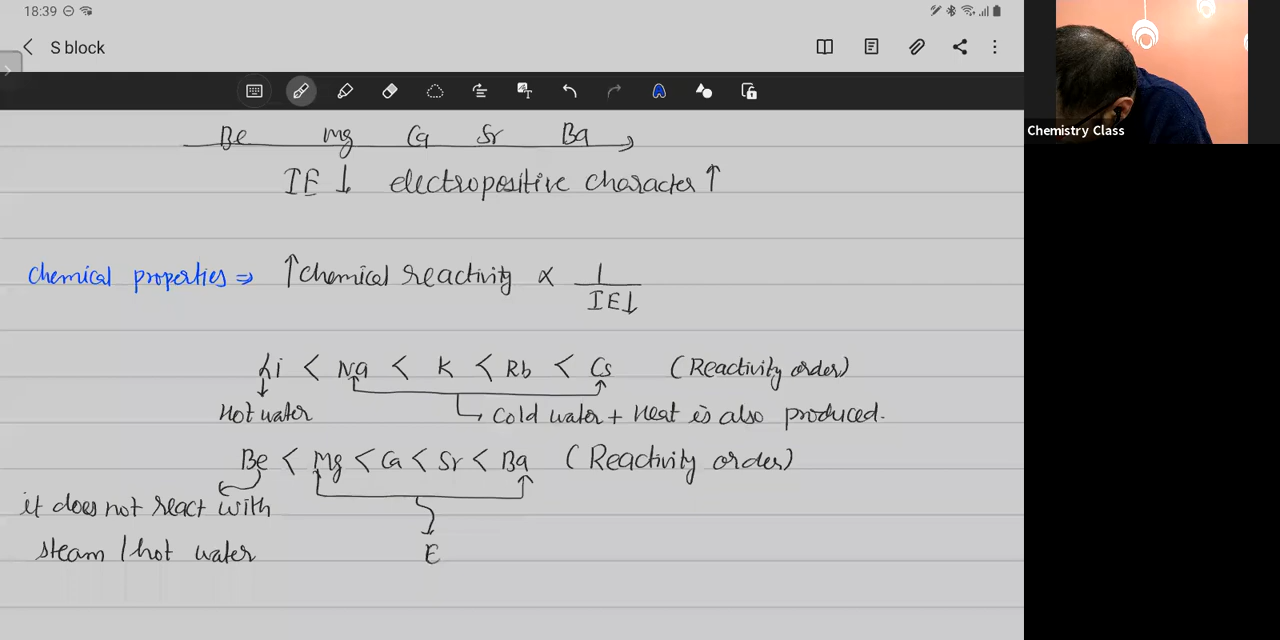 18:39
S block
Chemistry Class
Be Mg Ca Sr Ba
IE ↓ electropositive character ↑
Chemical properties ⇒ ↑ Chemical reactivity ∝ 1/IE↓
Li < Na < K < Rb < Cs (Reactivity order)
Hot water Cold water + Heat is also produced.
Be < Mg < Ca < Sr < Ba (Reactivity order)
it does not react with
steam / hot water E